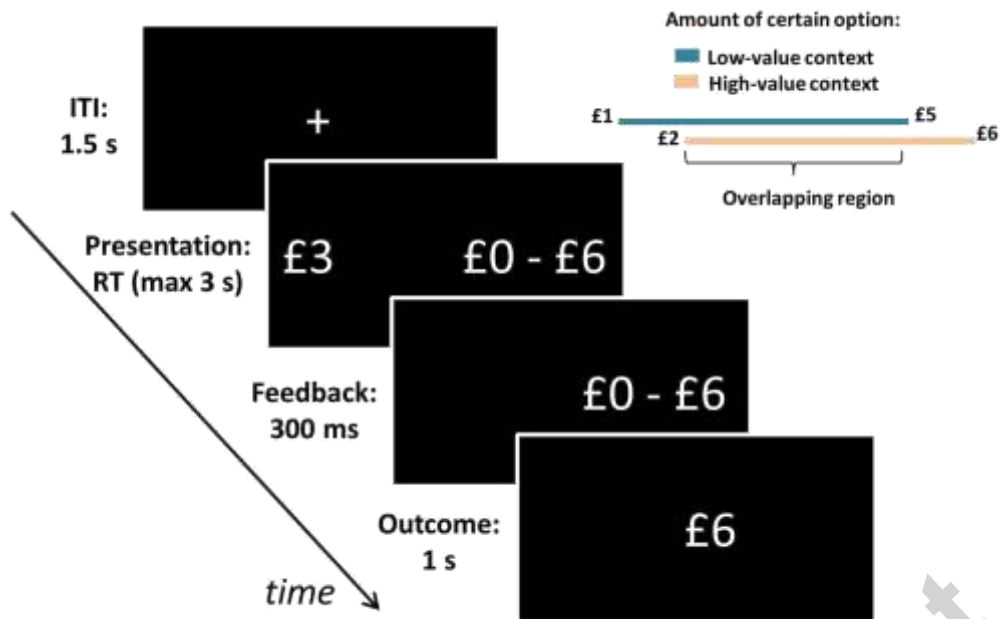 Amount of certain option:
Low-value context
High-value context
£1
£5
£2
£6
Overlapping region
ITI:
1.5 s
+
Presentation:
RT (max 3 s)
£3
£0 - £6
Feedback:
300 ms
£0 - £6
Outcome:
1 s
£6
time